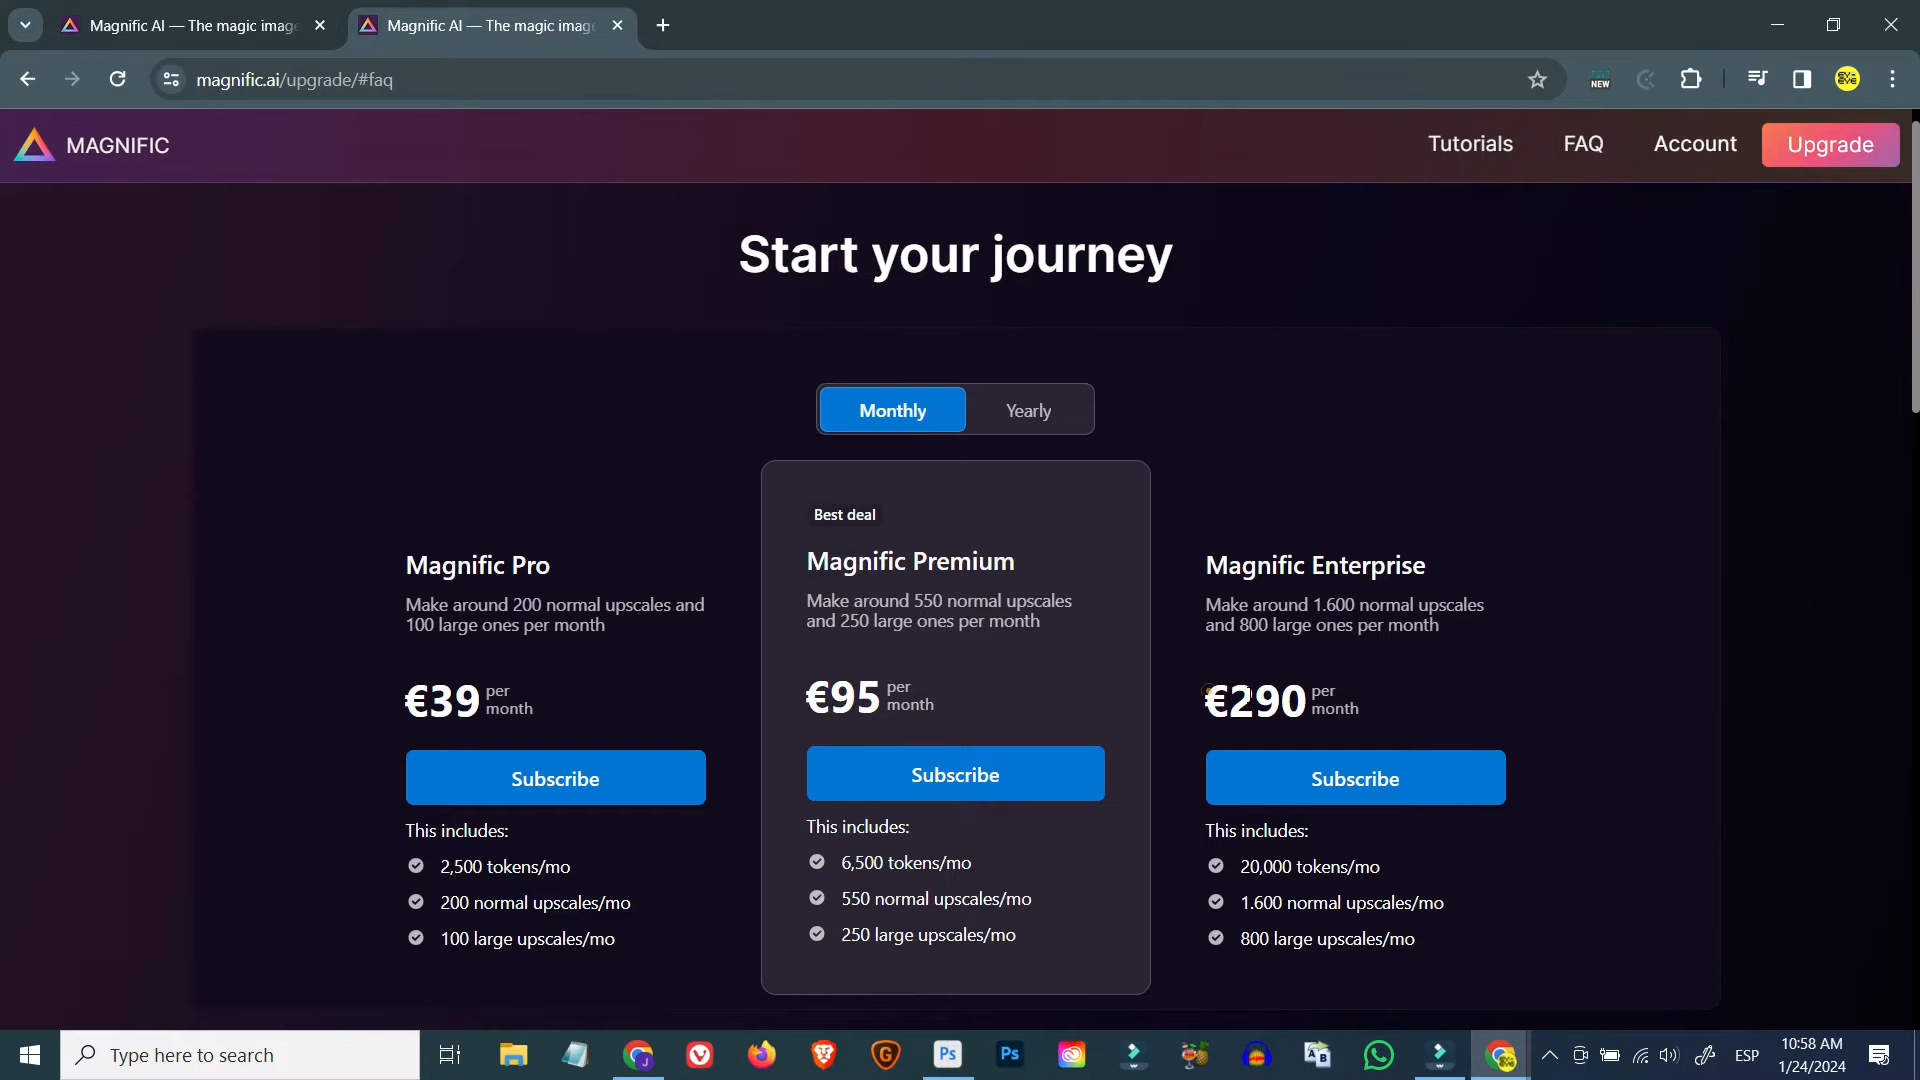 Magnific AI — The magic imag
Magnific AI — The magic imag
magnific.ai/upgrade/#faq
NEW
MAGNIFIC
Tutorials
FAQ
Account
Upgrade
Start your journey
Monthly
Yearly
Magnific Pro
Make around 200 normal upscales and
100 large ones per month
€39 per
month
Subscribe
This includes:
2,500 tokens/mo
200 normal upscales/mo
100 large upscales/mo
Best deal
Magnific Premium
Make around 550 normal upscales
and 250 large ones per month
€95 per
month
Subscribe
This includes:
6,500 tokens/mo
550 normal upscales/mo
250 large upscales/mo
Magnific Enterprise
Make around 1.600 normal upscales
and 800 large ones per month
€290 per
month
Subscribe
This includes:
20,000 tokens/mo
1.600 normal upscales/mo
800 large upscales/mo
Type here to search
Ps
Ps
ESP
10:58 AM
1/24/2024